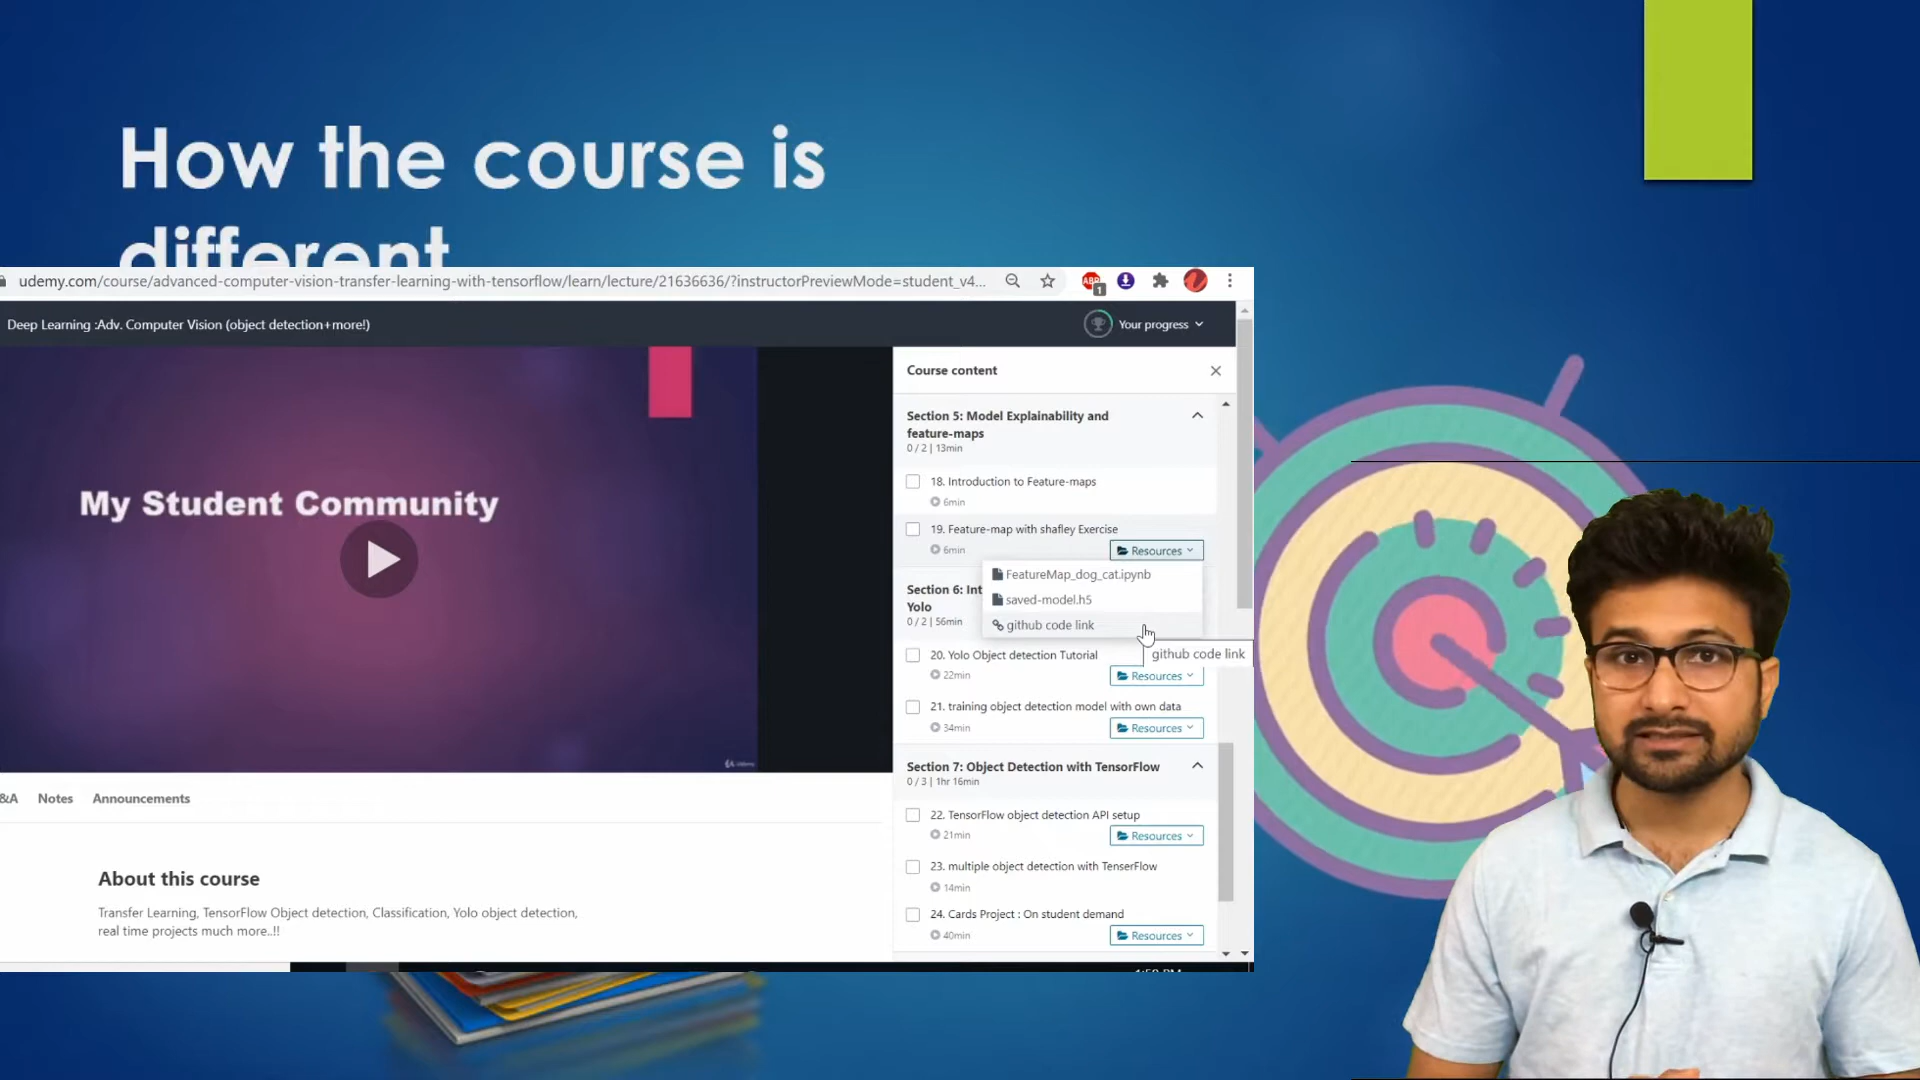 How the course is
different
udemy.com/course/advanced-computer-vision-transfer-learning-with-tensorflow/learn/lecture/21636636/?instructorPreviewMode=student_v4...
ABP
1
Deep Learning :Adv. Computer Vision (object detection+more!)
Your progress
My Student Community
udemy
Course content
Section 5: Model Explainability and
feature-maps
0 / 2 | 13min
18. Introduction to Feature-maps
6min
19. Feature-map with shafley Exercise
6min
Resources
FeatureMap_dog_cat.ipynb
saved-model.h5
github code link
github code link
Section 6: Int
Yolo
0 / 2 | 56min
20. Yolo Object detection Tutorial
22min
Resources
21. training object detection model with own data
34min
Resources
Section 7: Object Detection with TensorFlow
0 / 3 | 1hr 16min
22. TensorFlow object detection API setup
21min
Resources
23. multiple object detection with TenserFlow
14min
24. Cards Project : On student demand
40min
Resources
&A
Notes
Announcements
About this course
Transfer Learning, TensorFlow Object detection, Classification, Yolo object detection,
real time projects much more..!!